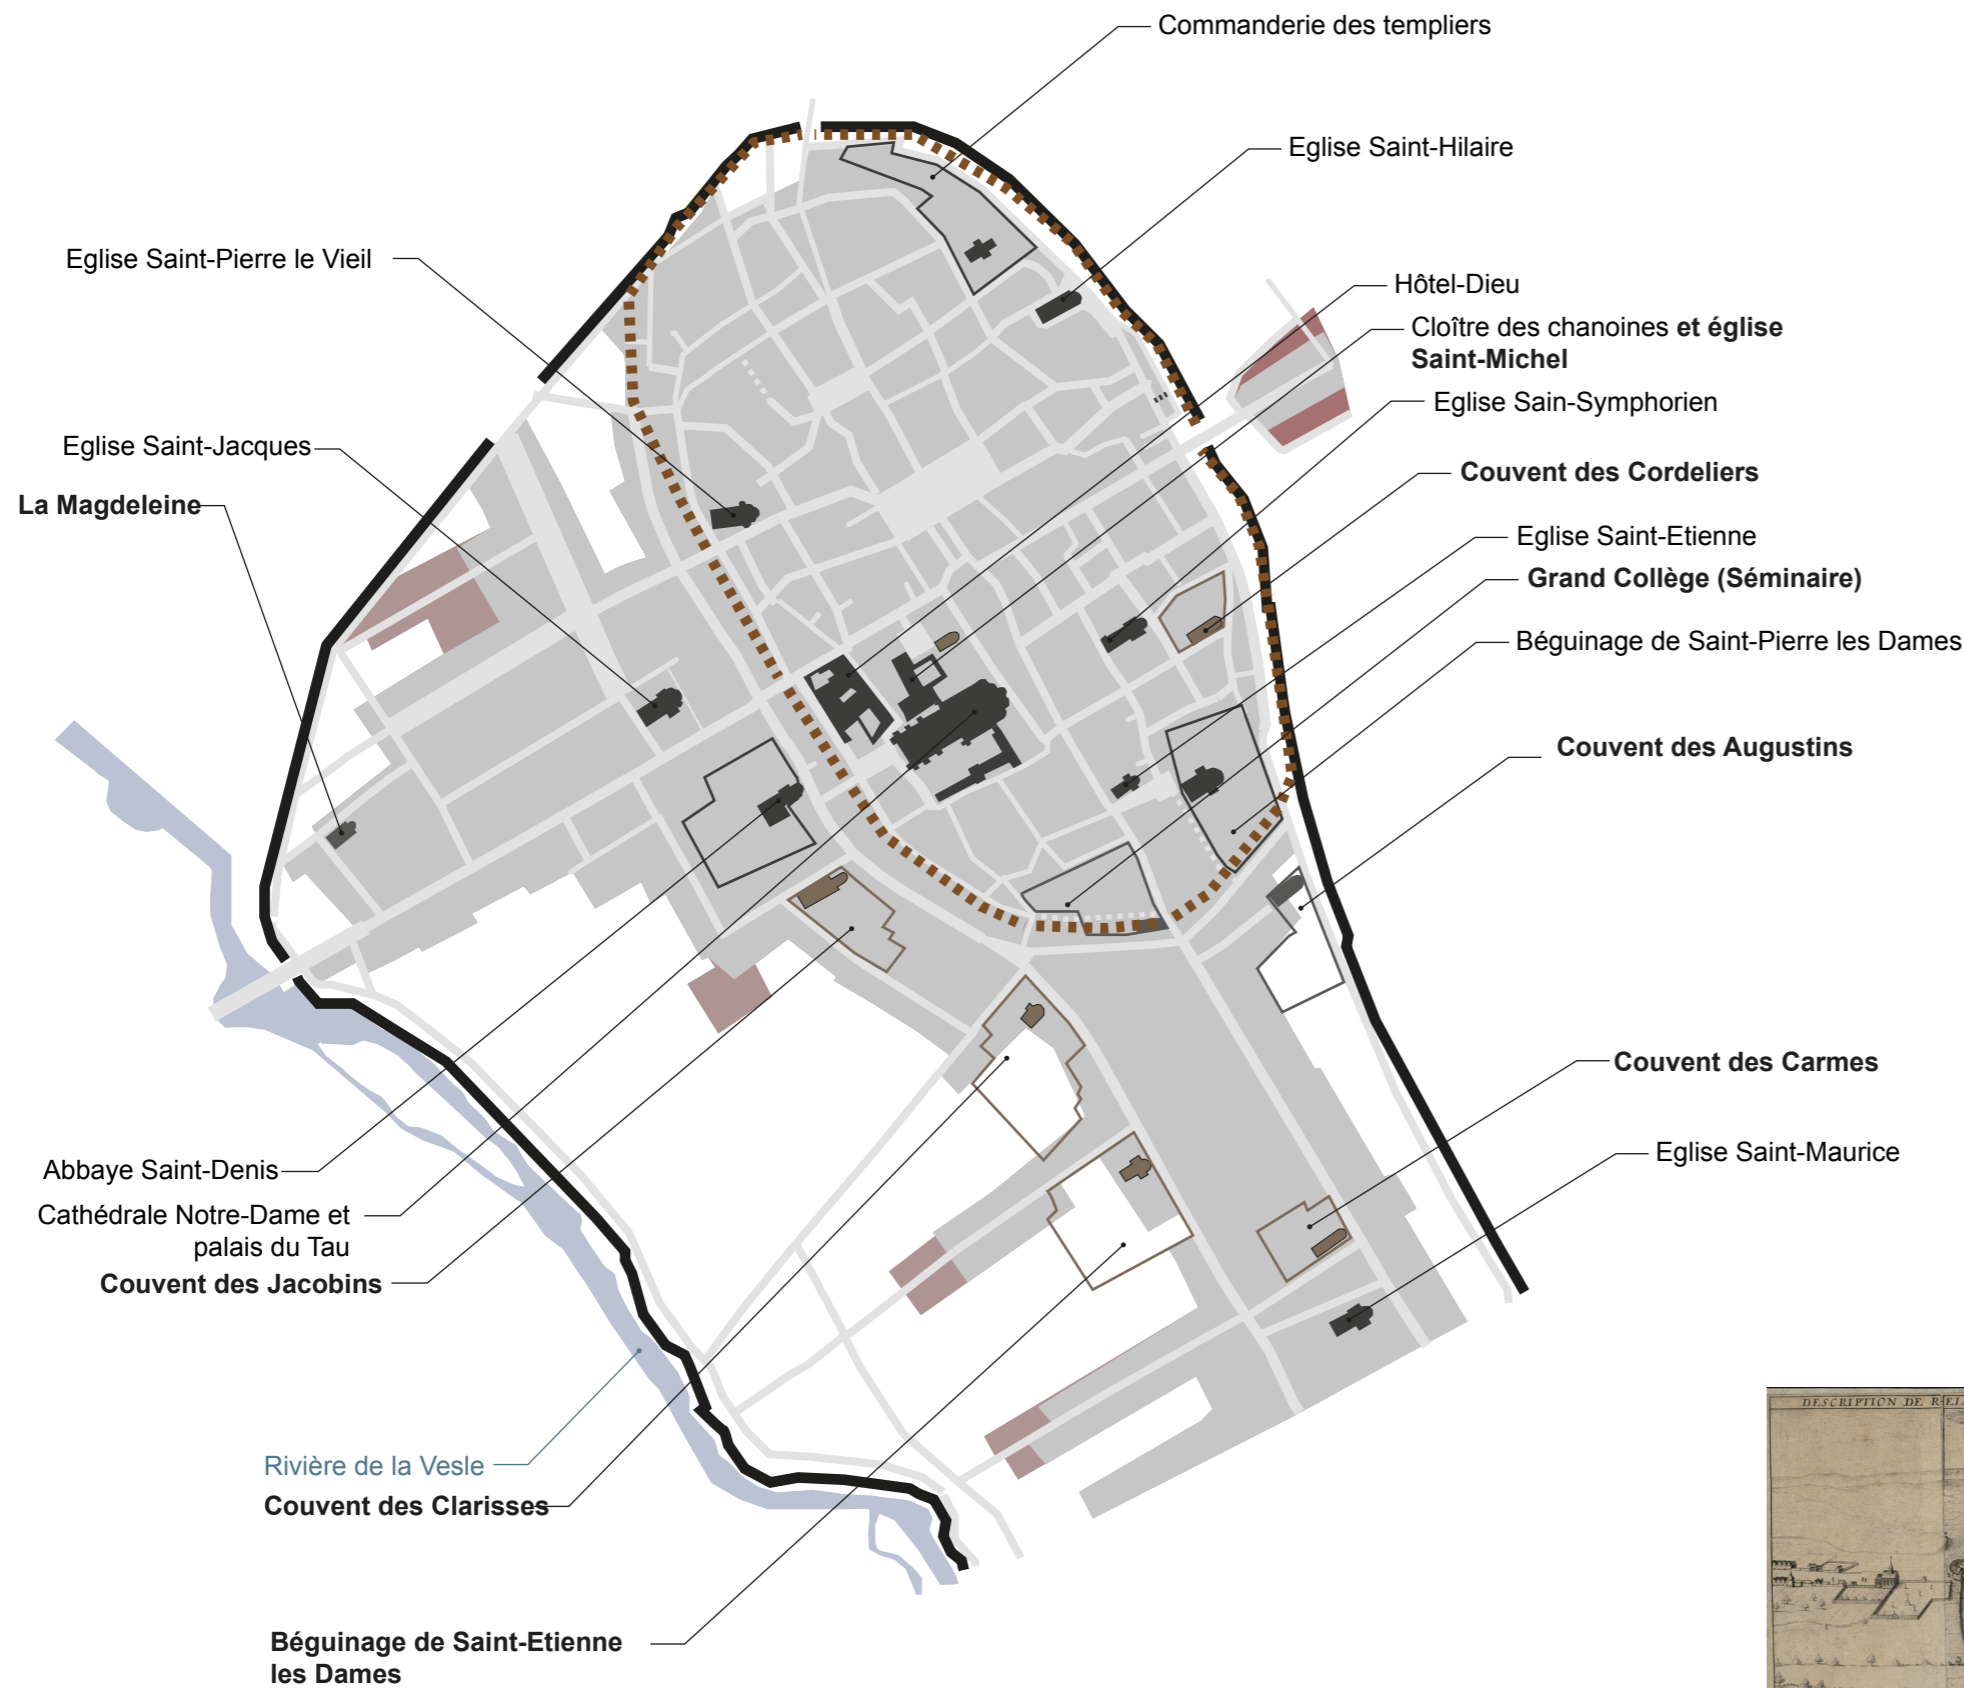 Commanderie des templiers
Eglise Saint-Hilaire
Eglise Saint-Pierre le Vieil
Hôtel-Dieu
Cloître des chanoines et église
Saint-Michel
Eglise Sain-Symphorien
Eglise Saint-Jacques
Couvent des Cordeliers
La Magdeleine
Eglise Saint-Etienne
Grand Collège (Séminaire)
Béguinage de Saint-Pierre les Dames
Couvent des Augustins
Couvent des Carmes
Eglise Saint-Maurice
Abbaye Saint-Denis
Cathédrale Notre-Dame et
palais du Tau
Couvent des Jacobins
DESCRIPTION DE
Rivière de la Vesle
Couvent des Clarisses
Béguinage de Saint-Etienne
les Dames